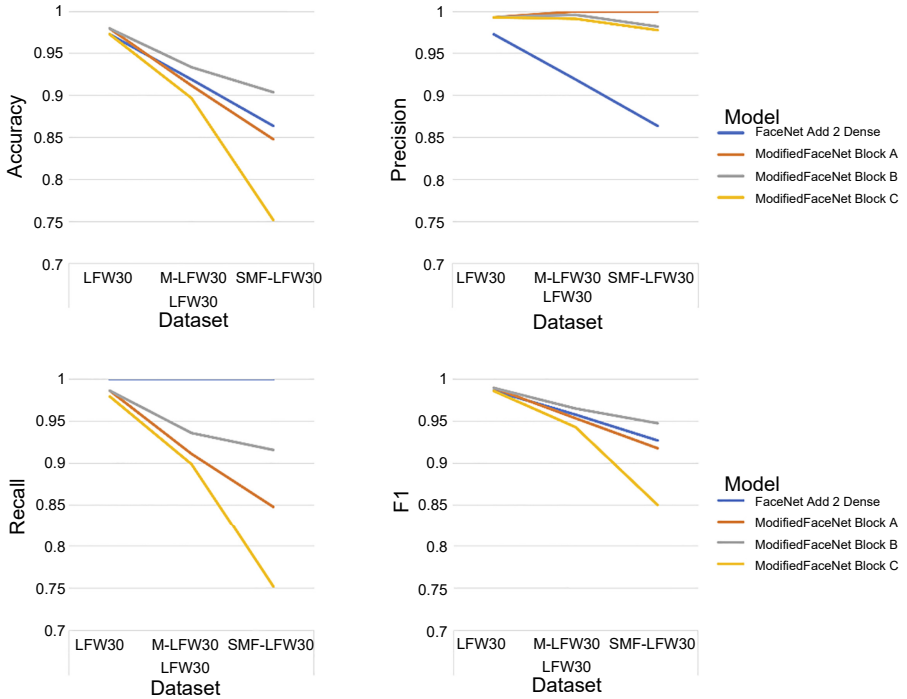 1
0.95
0.9
0.85
0.8
0.75
0.7
Accuracy
LFW30
M-LFW30
SMF-LFW30
LFW30
Dataset
1
0.95
0.9
0.85
0.8
0.75
0.7
Precision
LFW30
M-LFW30
SMF-LFW30
LFW30
Dataset
Model
FaceNet Add 2 Dense
ModifiedFaceNet Block A
ModifiedFaceNet Block B
ModifiedFaceNet Block C
1
0.95
0.9
0.85
0.8
0.75
0.7
Recall
LFW30
M-LFW30
SMF-LFW30
LFW30
Dataset
1
0.95
0.9
0.85
0.8
0.75
0.7
F1
LFW30
M-LFW30
SMF-LFW30
LFW30
Dataset
Model
FaceNet Add 2 Dense
ModifiedFaceNet Block A
ModifiedFaceNet Block B
ModifiedFaceNet Block C